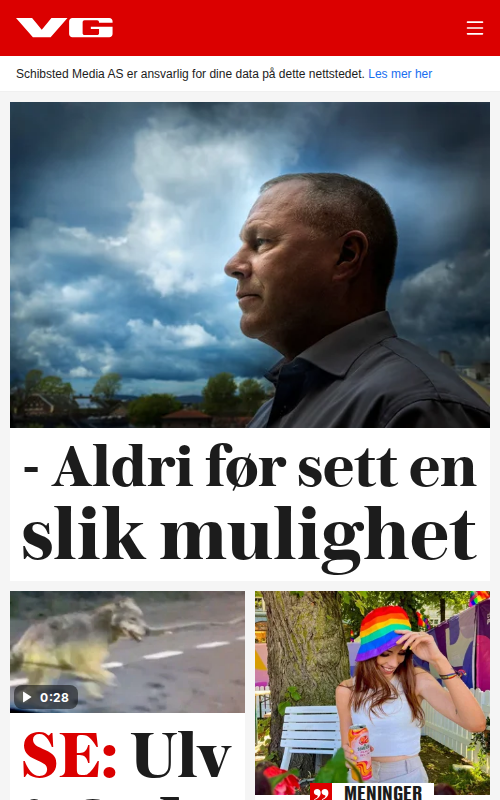 VG
Schibsted Media AS er ansvarlig for dine data på dette nettstedet. Les mer her
- Aldri før sett en
slik mulighet
0:28
SE: Ulv
MENINGER